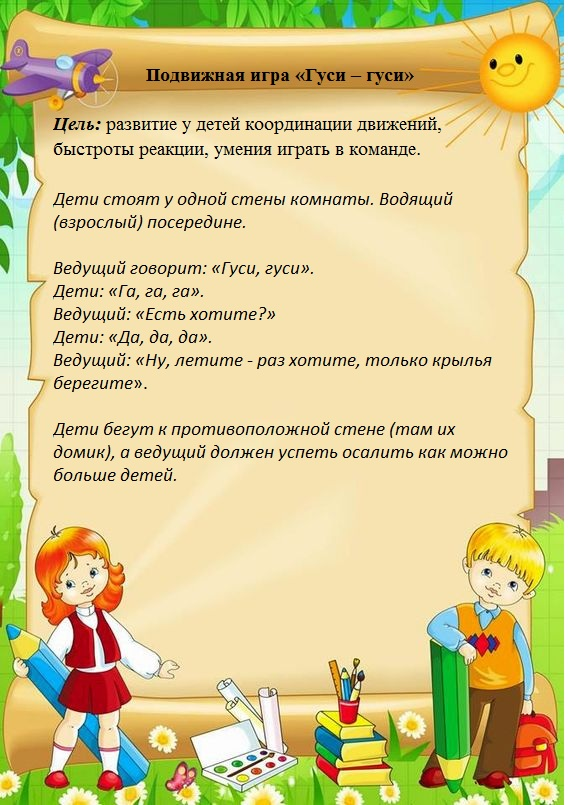 Подвижная игра «Гуси – гуси»
Цель: развитие у детей координации движений,
быстроты реакции, умения играть в команде.
Дети стоят у одной стены комнаты. Водящий
(взрослый) посередине.
Ведущий говорит: «Гуси, гуси».
Дети: «Га, га, га».
Ведущий: «Есть хотите?»
Дети: «Да, да, да».
Ведущий: «Ну, летите - раз хотите, только крылья
берегите».
Дети бегут к противоположной стене (там их
домик), а ведущий должен успеть осалить как можно
больше детей.